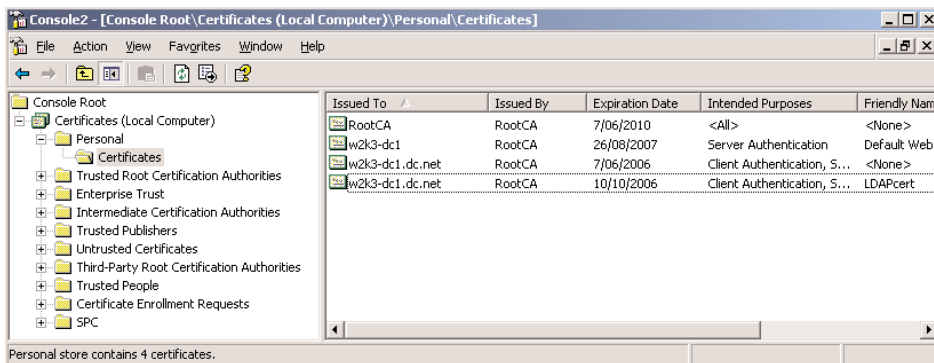 Console2 - [Console Root\Certificates (Local Computer)\Personal\Certificates]
File Action View Favorites Window Help
Console Root
Certificates (Local Computer)
Personal
Certificates
Trusted Root Certification Authorities
Enterprise Trust
Intermediate Certification Authorities
Trusted Publishers
Untrusted Certificates
Third-Party Root Certification Authorities
Trusted People
Certificate Enrollment Requests
SPC
Issued To Issued By Expiration Date Intended Purposes Friendly Nam
RootCA RootCA 7/06/2010 <All> <None>
w2k3-dc1 RootCA 26/08/2007 Server Authentication Default Web
w2k3-dc1.dc.net RootCA 7/06/2006 Client Authentication, S... <None>
w2k3-dc1.dc.net RootCA 10/10/2006 Client Authentication, S... LDAPcert
Personal store contains 4 certificates.